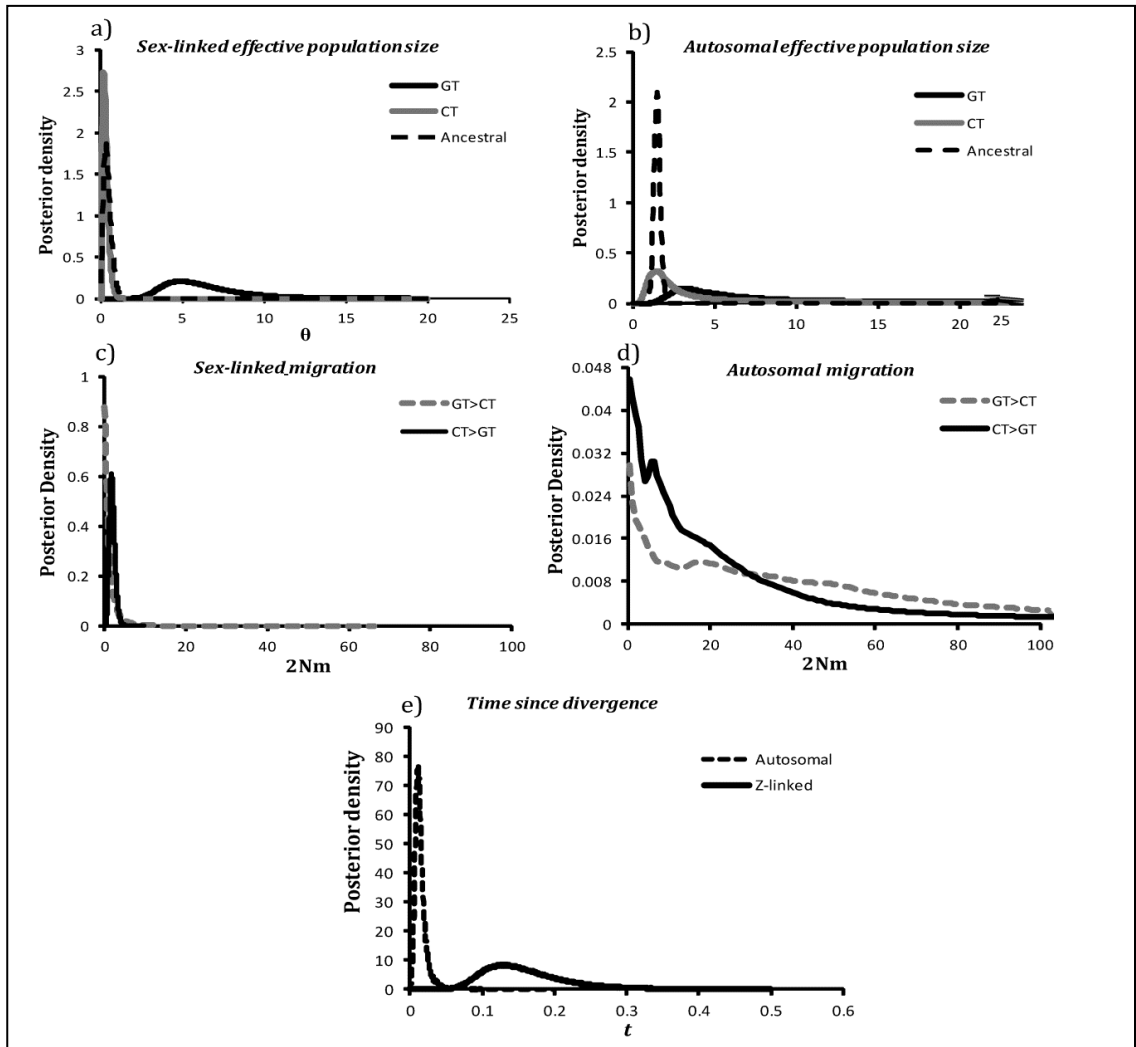 a)
Sex-linked effective population size
3
2.5
2
1.5
1
0.5
0
Posterior density
GT
CT
Ancestral
0 5 10 15 20 25
θ
b)
Autosomal effective population size
2.5
2
1.5
1
0.5
0
Posterior density
GT
CT
Ancestral
0 5 10 15 20 25
c)
Sex-linked migration
1
0.8
0.6
0.4
0.2
0
Posterior Density
GT>CT
CT>GT
0 20 40 60 80 100
2Nm
d)
Autosomal migration
0.048
0.04
0.032
0.024
0.016
0.008
0
Posterior Density
GT>CT
CT>GT
0 20 40 60 80 100
2Nm
e)
Time since divergence
90
80
70
60
50
40
30
20
10
0
Posterior density
Autosomal
Z-linked
0 0.1 0.2 0.3 0.4 0.5 0.6
t